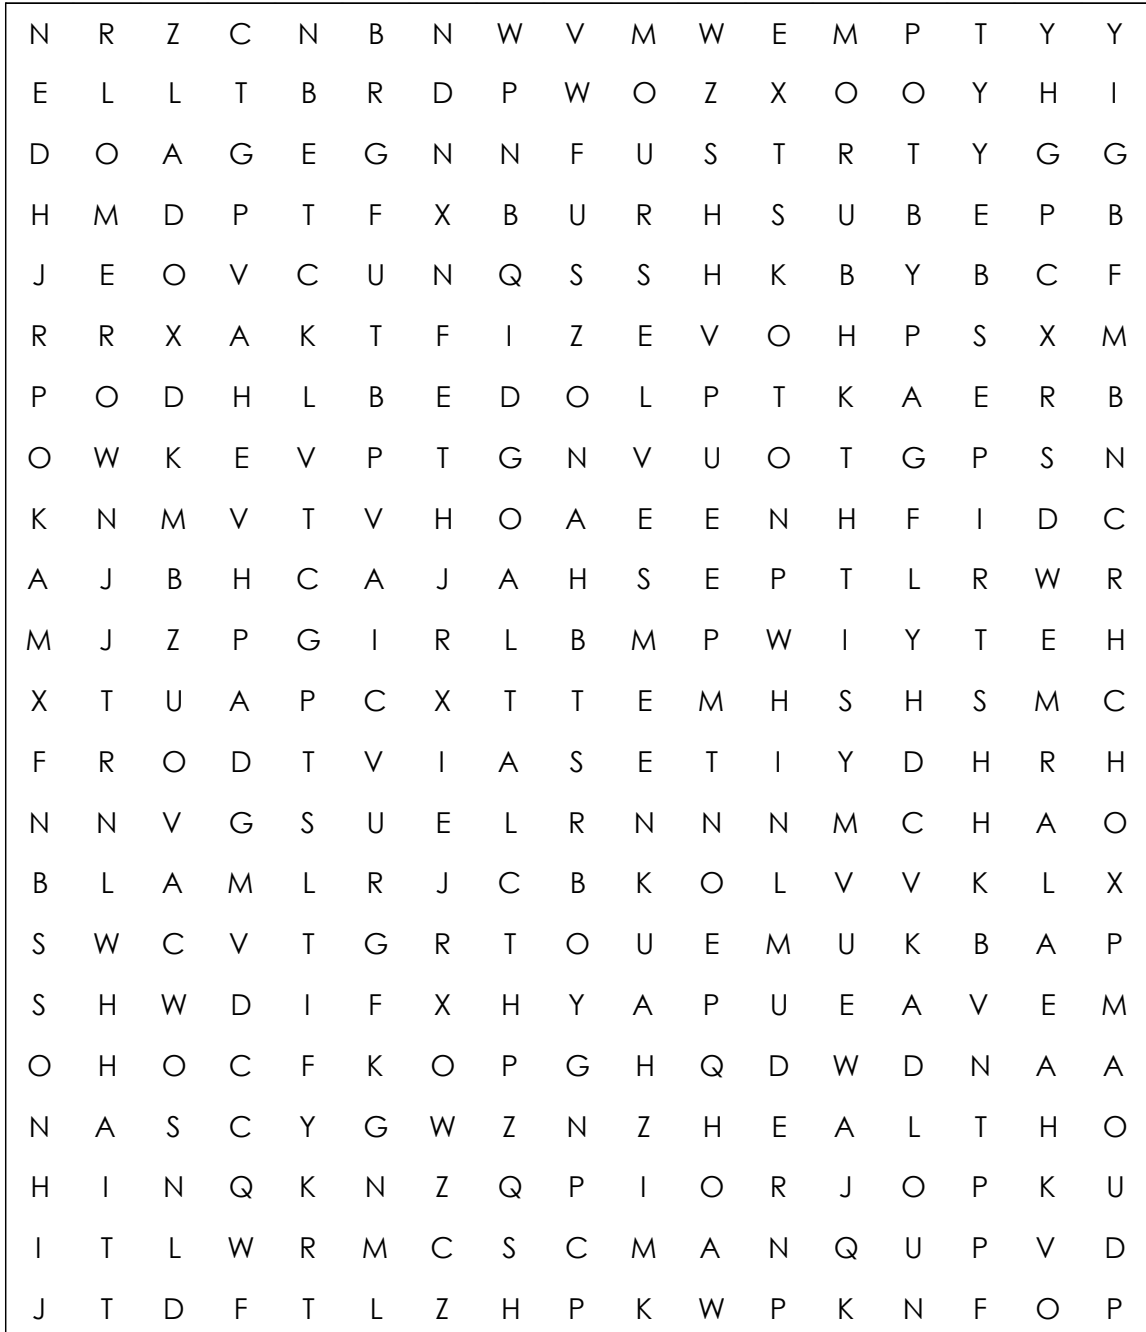 N R Z C N B N W V M W E M P T Y Y
E L L T B R D P W O Z X O O Y H I
D O A G E G N N F U S T R T Y G G
H M D P T F X B U R H S U B E P B
J E O V C U N Q S S H K B Y B C F
R R X A K T F I Z E V O H P S X M
P O D H L B E D O L P T K A E R B
O W K E V P T G N V U O T G P S N
K N M V T V H O A E E N H F I D C
A J B H C A J A H S E P T L R W R
M J Z P G I R L B M P W I Y T E H
X T U A P C X T T E M H S H S M C
F R O D T V I A S E T I Y D H R H
N N V G S U E L R N N N M C H A O
B L A M L R J C B K O L V V K L X
S W C V T G R T O U E M U K B A P
S H W D I F X H Y A P U E A V E M
O H O C F K O P G H Q D W D N A A
N A S C Y G W Z N Z H E A L T H O
H I N Q K N Z Q P I O R J O P K U
I T L W R M C S C M A N Q U P V D
J T D F T L Z H P K W P K N F O P